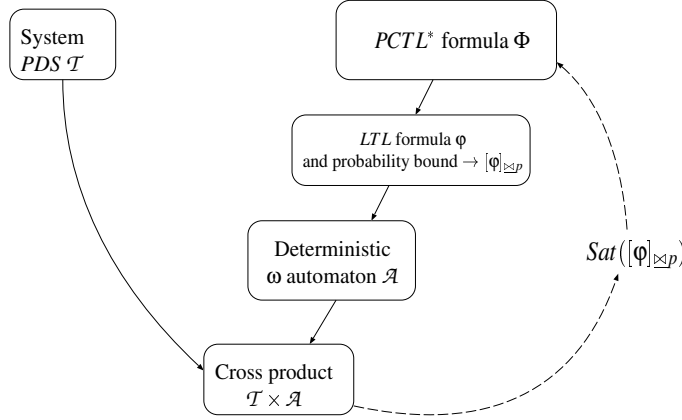 System
PDS 𝒯
PCTL* formula Φ
LTL formula φ
and probability bound → [φ]⋈p
Deterministic
ω automaton 𝒜
Sat([φ]⋈p)
Cross product
𝒯 × 𝒜